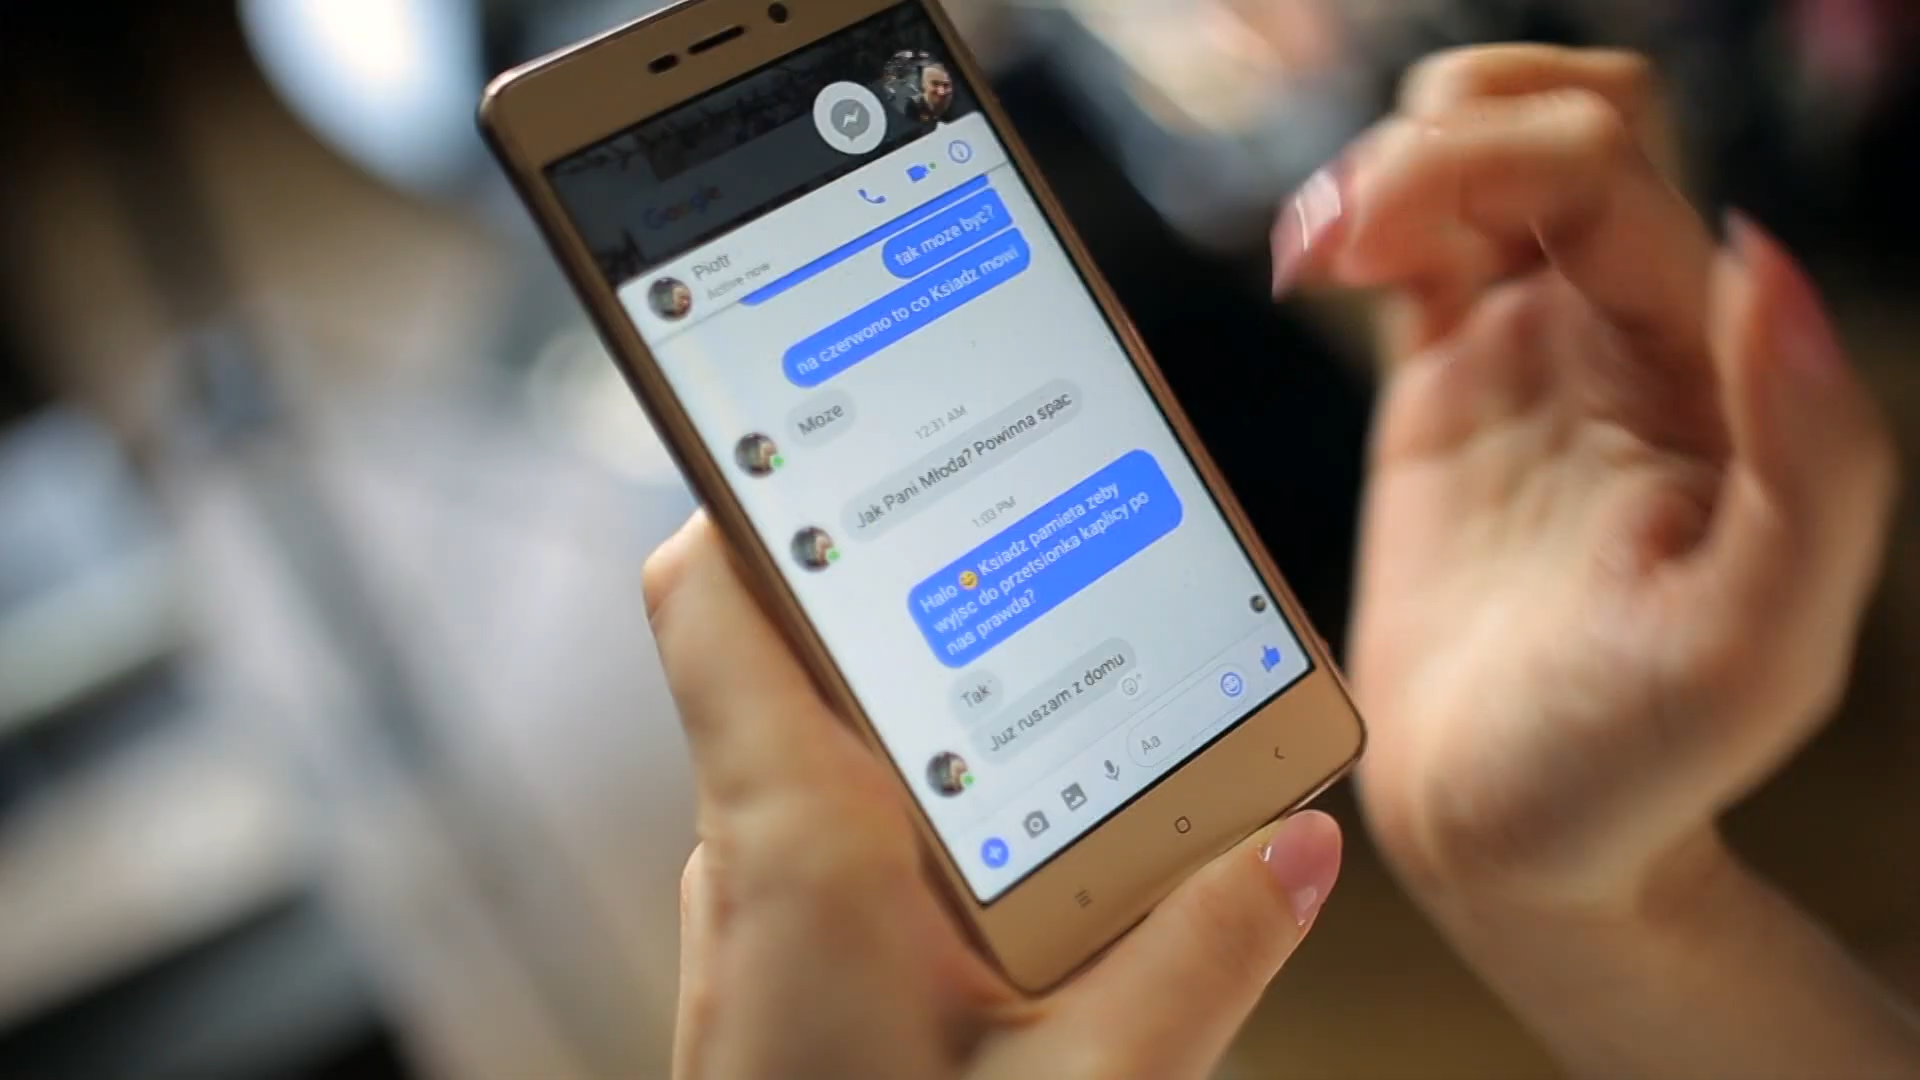 Google
Piotr
Active now
tak moze byc?
na czerwono to co Ksiadz mowi
Moze
12:31 AM
Jak Pani Młoda? Powinna spac
1:03 PM
Halo 😅 Ksiadz pamieta zeby
wyjsc do przetsionka kaplicy po
nas prawda?
Tak
Juz ruszam z domu
Aa